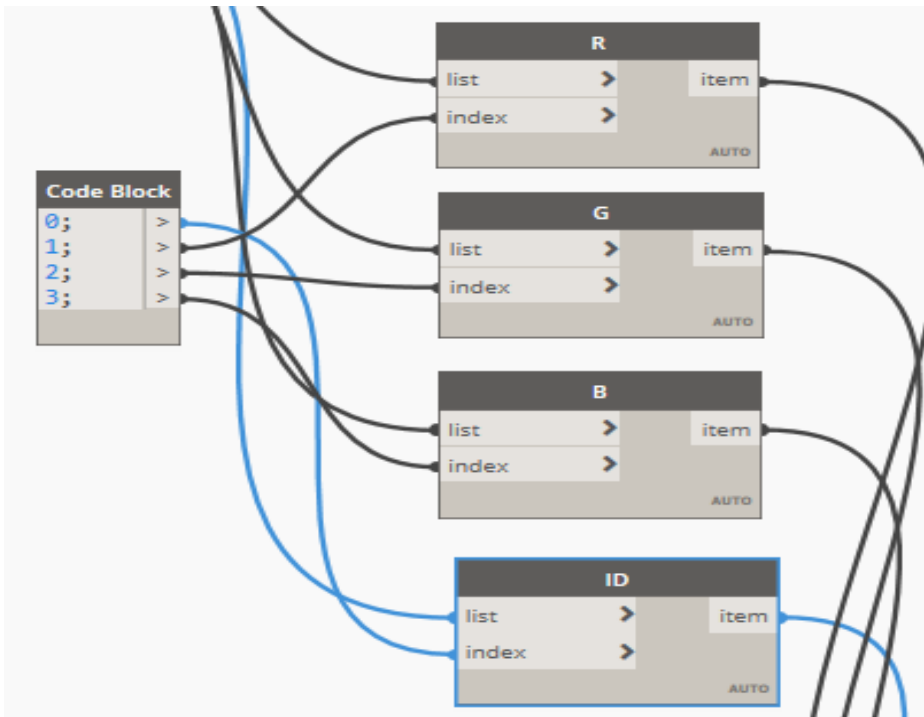 R
list >
item
index >
AUTO
Code Block
0; >
1; >
2; >
3; >
G
list >
item
index >
AUTO
B
list >
item
index >
AUTO
ID
list >
item
index >
AUTO